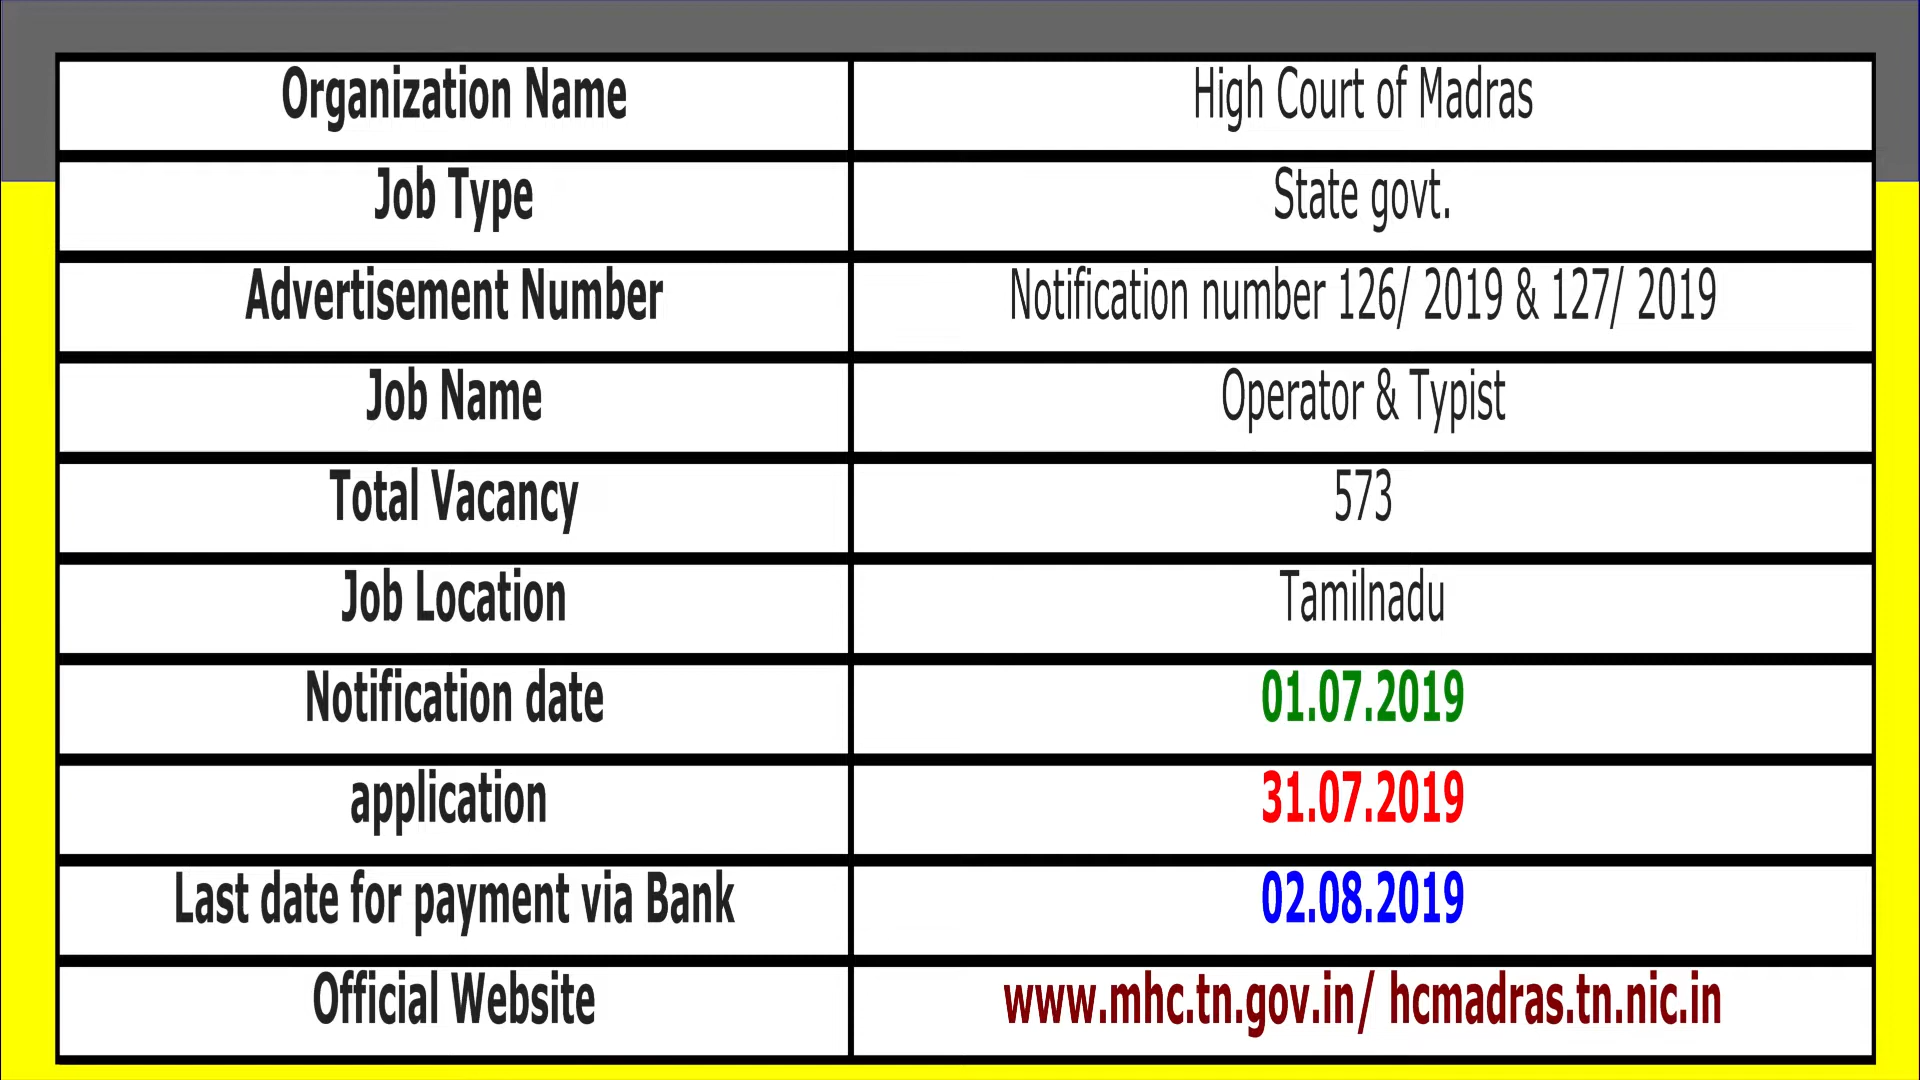 Organization Name High Court of Madras
Job Type State govt.
Advertisement Number Notification number 126/ 2019 & 127/ 2019
Job Name Operator & Typist
Total Vacancy 573
Job Location Tamilnadu
Notification date 01.07.2019
application 31.07.2019
Last date for payment via Bank 02.08.2019
Official Website www.mhc.tn.gov.in/ hcmadras.tn.nic.in